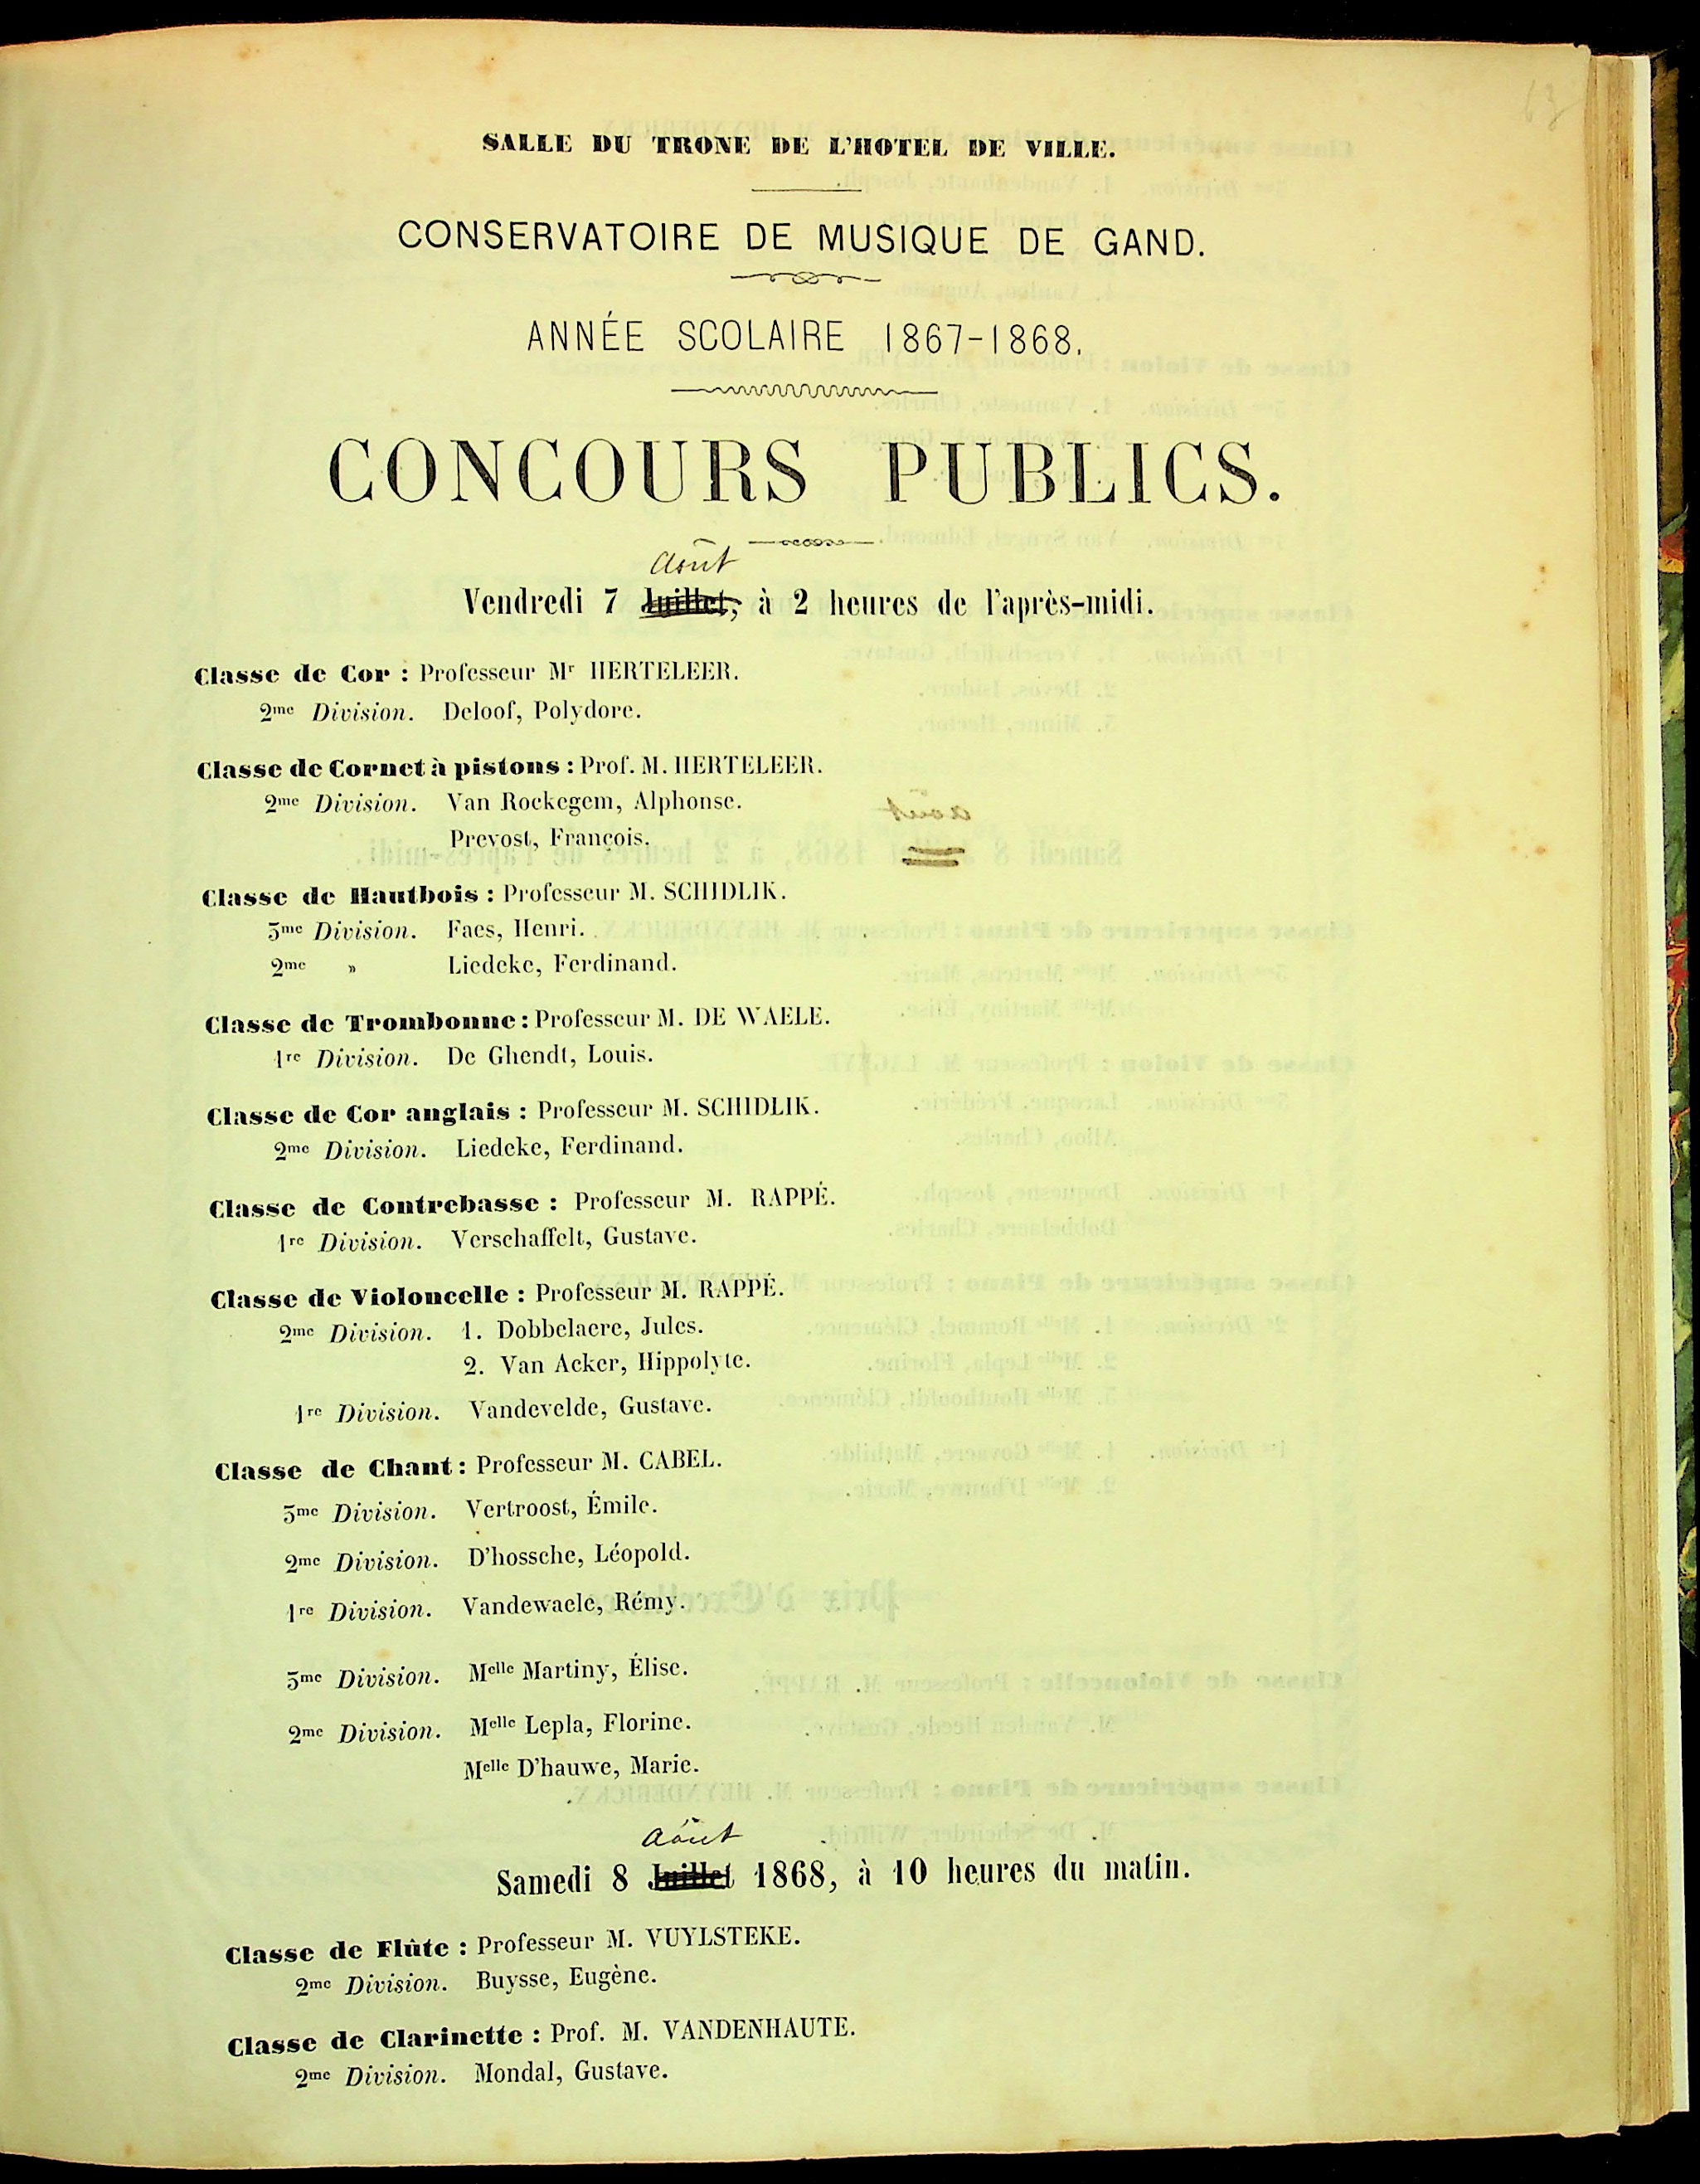 SALLE DU TRONE DE L'HOTEL DE VILLE.
CONSERVATOIRE DE MUSIQUE DE GAND.
ANNÉE SCOLAIRE 1867-1868.
CONCOURS PUBLICS.
Août
Vendredi 7 Juillet, à 2 heures de l'après-midi.
Classe de Cor : Professeur Mr HERTELEER.
2me Division. Deloof, Polydore.
Classe de Cornet à pistons : Prof. M. HERTELEER.
2me Division. Van Rockegem, Alphonse.
Prevost, François.
Classe de Hautbois : Professeur M. SCHIDLIK.
3me Division. Faes, Henri.
2me » Liedeke, Ferdinand.
Classe de Trombonne : Professeur M. DE WAELE.
1re Division. De Ghendt, Louis.
Classe de Cor anglais : Professeur M. SCHIDLIK.
2me Division. Liedeke, Ferdinand.
Classe de Contrebasse : Professeur M. RAPPÉ.
1re Division. Verschaffelt, Gustave.
Classe de Violoncelle : Professeur M. RAPPÉ.
2me Division. 1. Dobbelaere, Jules.
2. Van Acker, Hippolyte.
1re Division. Vandevelde, Gustave.
Classe de Chant : Professeur M. CABEL.
3me Division. Vertroost, Émile.
2me Division. D'hossche, Léopold.
1re Division. Vandewaele, Rémy.
3me Division. Melle Martiny, Élise.
2me Division. Melle Lepla, Florine.
Melle D'hauwe, Marie.
Août
Samedi 8 Juillet 1868, à 10 heures du matin.
Classe de Flûte : Professeur M. VUYLSTEKE.
2me Division. Buysse, Eugène.
Classe de Clarinette : Prof. M. VANDENHAUTE.
2me Division. Mondal, Gustave.